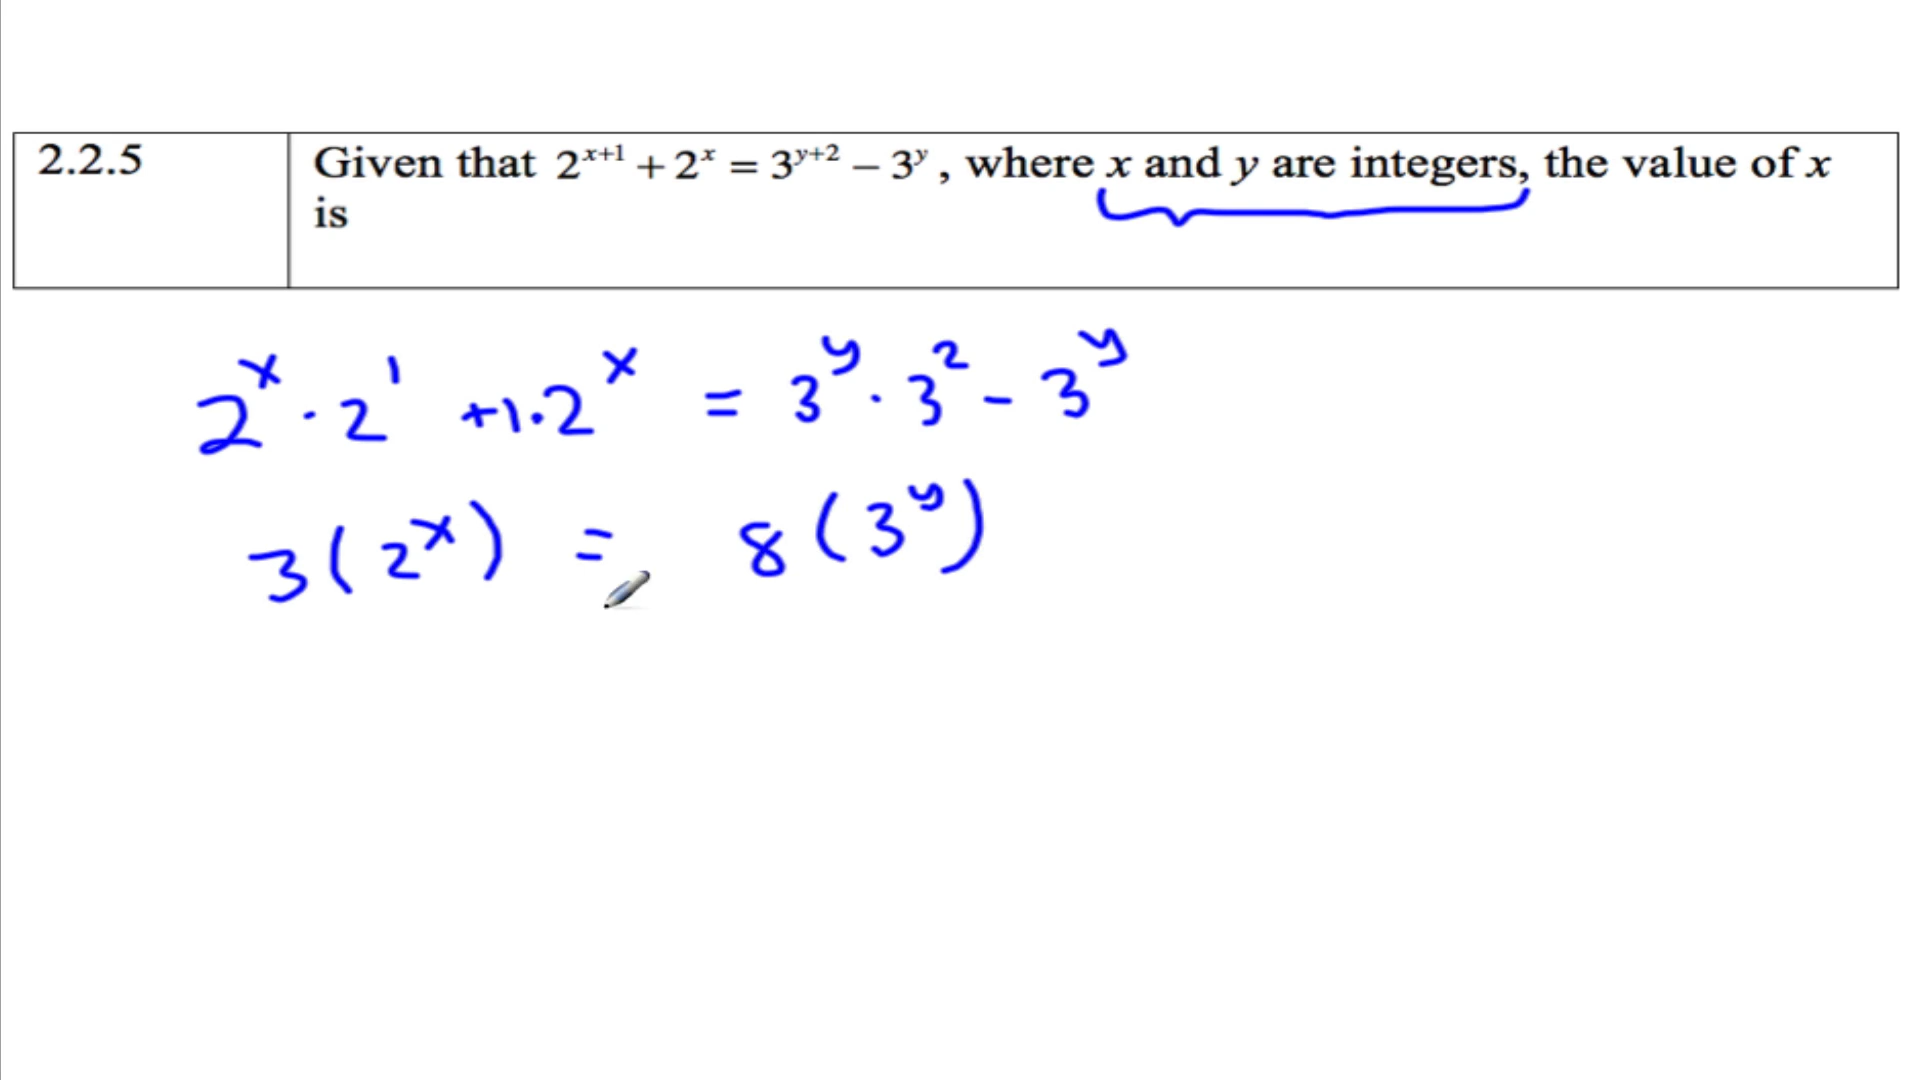 2.2.5
Given that 2^{x+1} + 2^x = 3^{y+2} – 3^y , where x and y are integers, the value of x
is
2^x · 2^1 + 1 · 2^x = 3^y · 3^2 - 3^y
3(2^x) = 8(3^y)